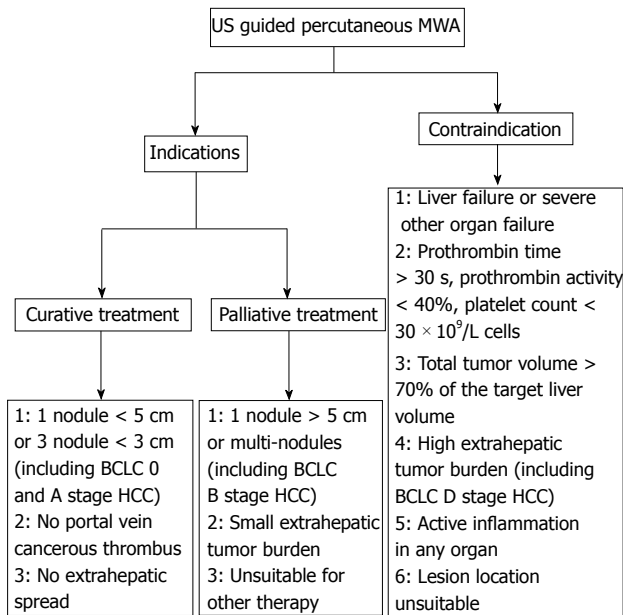 US guided percutaneous MWA
Indications
Contraindication
Curative treatment
Palliative treatment
1: 1 nodule < 5 cm
or 3 nodule < 3 cm
(including BCLC 0
and A stage HCC)
2: No portal vein
cancerous thrombus
3: No extrahepatic
spread
1: 1 nodule > 5 cm
or multi-nodules
(including BCLC
B stage HCC)
2: Small extrahepatic
tumor burden
3: Unsuitable for
other therapy
1: Liver failure or severe
other organ failure
2: Prothrombin time
> 30 s, prothrombin activity
< 40%, platelet count <
30 × 10⁹/L cells
3: Total tumor volume >
70% of the target liver
volume
4: High extrahepatic
tumor burden (including
BCLC D stage HCC)
5: Active inflammation
in any organ
6: Lesion location
unsuitable